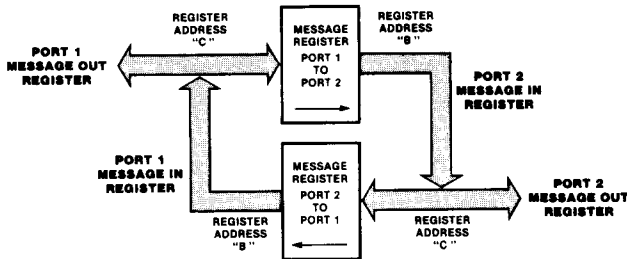 REGISTER
ADDRESS
"C"
PORT 1
MESSAGE OUT
REGISTER
MESSAGE
REGISTER
PORT 1
TO
PORT 2
REGISTER
ADDRESS
"B"
PORT 2
MESSAGE IN
REGISTER
PORT 1
MESSAGE IN
REGISTER
REGISTER
ADDRESS
"B"
MESSAGE
REGISTER
PORT 2
TO
PORT 1
REGISTER
ADDRESS
"C"
PORT 2
MESSAGE OUT
REGISTER